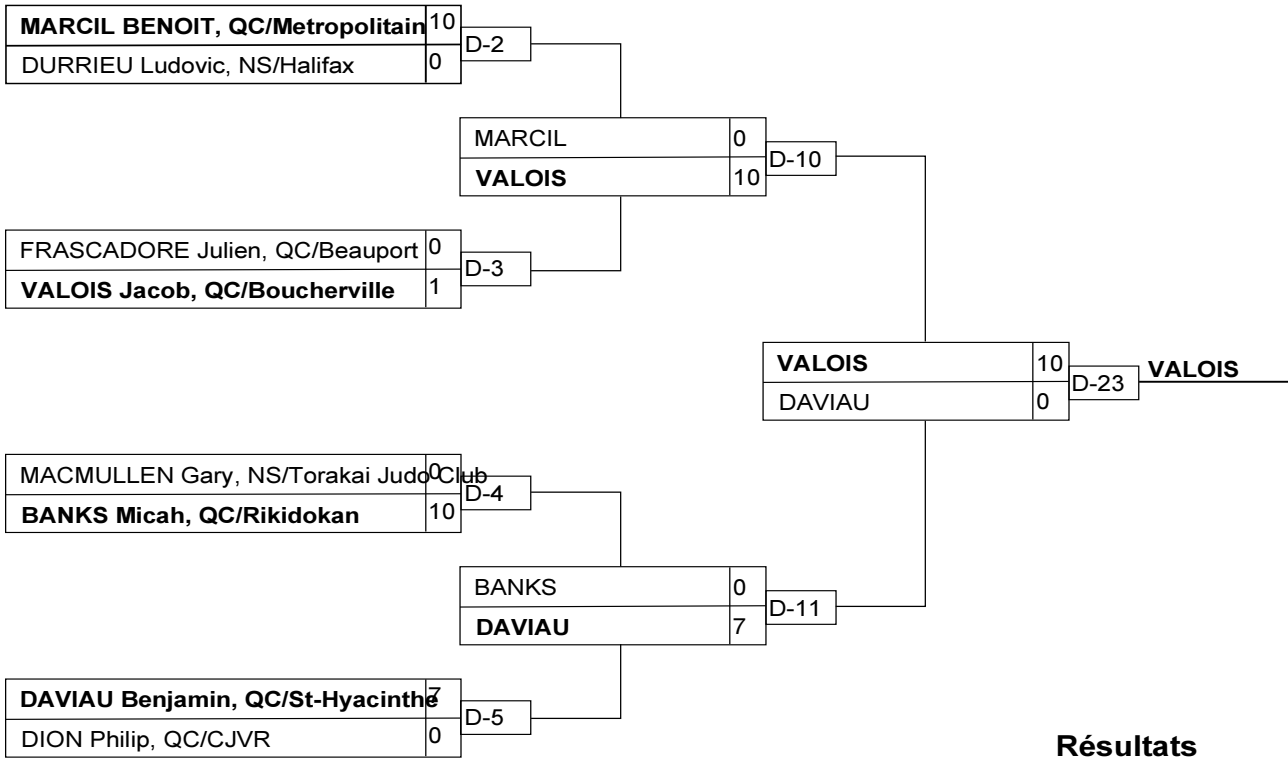 MARCIL BENOIT, QC/Metropolitain 10
DURRIEU Ludovic, NS/Halifax 0
D-2
MARCIL 0
VALOIS 10
D-10
FRASCADORE Julien, QC/Beauport 0
VALOIS Jacob, QC/Boucherville 1
D-3
VALOIS 10
DAVIAU 0
D-23
VALOIS
MACMULLEN Gary, NS/Torakai Judo Club 0
BANKS Micah, QC/Rikidokan 10
D-4
BANKS 0
DAVIAU 7
D-11
DAVIAU Benjamin, QC/St-Hyacinthe 7
DION Philip, QC/CJVR 0
D-5
Résultats